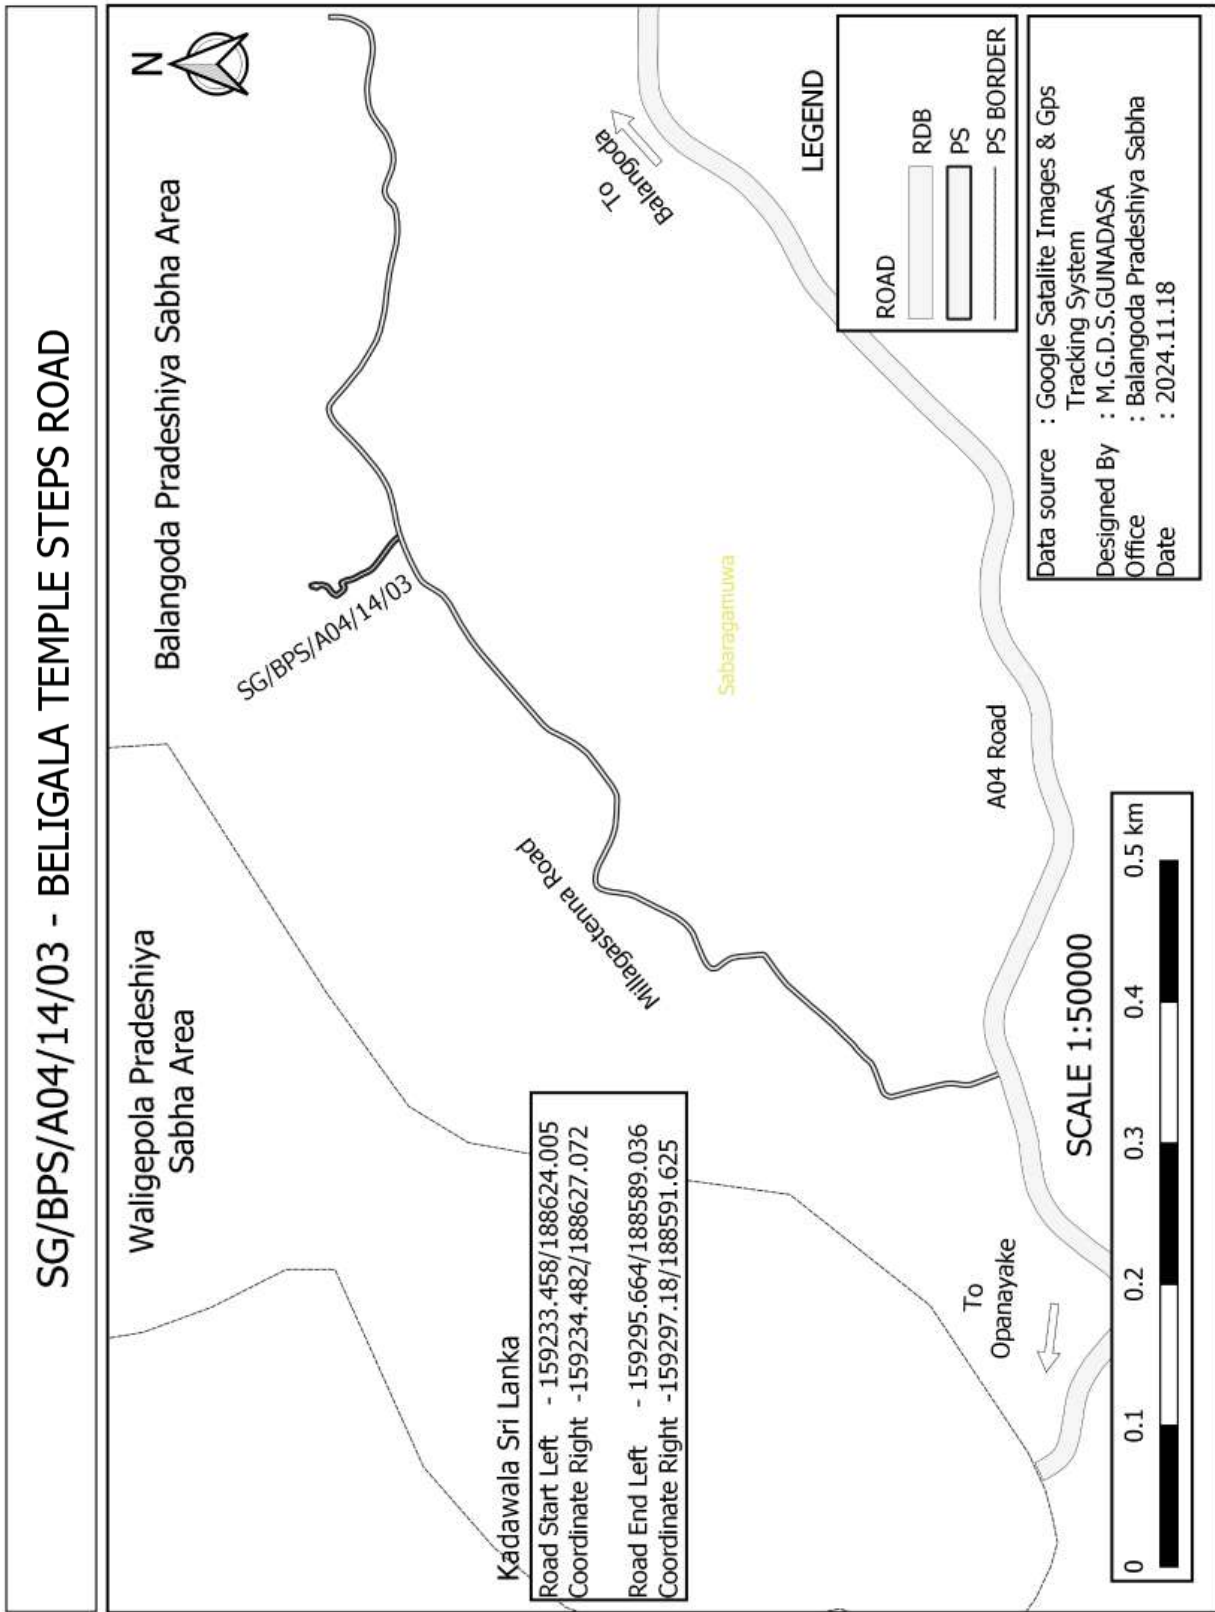 SG/BPS/A04/14/03 - BELIGALA TEMPLE STEPS ROAD
Waligepola Pradeshiya
Sabha Area
Balangoda Pradeshiya Sabha Area
N
SG/BPS/A04/14/03
Millagastenna Road
To
Balangoda
Sabaragamuwa
A04 Road
To
Opanayake
Kadawala Sri Lanka
Road Start Left - 159233.458/188624.005
Coordinate Right -159234.482/188627.072
Road End Left - 159295.664/188589.036
Coordinate Right -159297.18/188591.625
LEGEND
ROAD
RDB
PS
PS BORDER
Data source : Google Satalite Images & Gps
Tracking System
Designed By : M.G.D.S.GUNADASA
Office : Balangoda Pradeshiya Sabha
Date : 2024.11.18
SCALE 1:50000
0 0.1 0.2 0.3 0.4 0.5 km